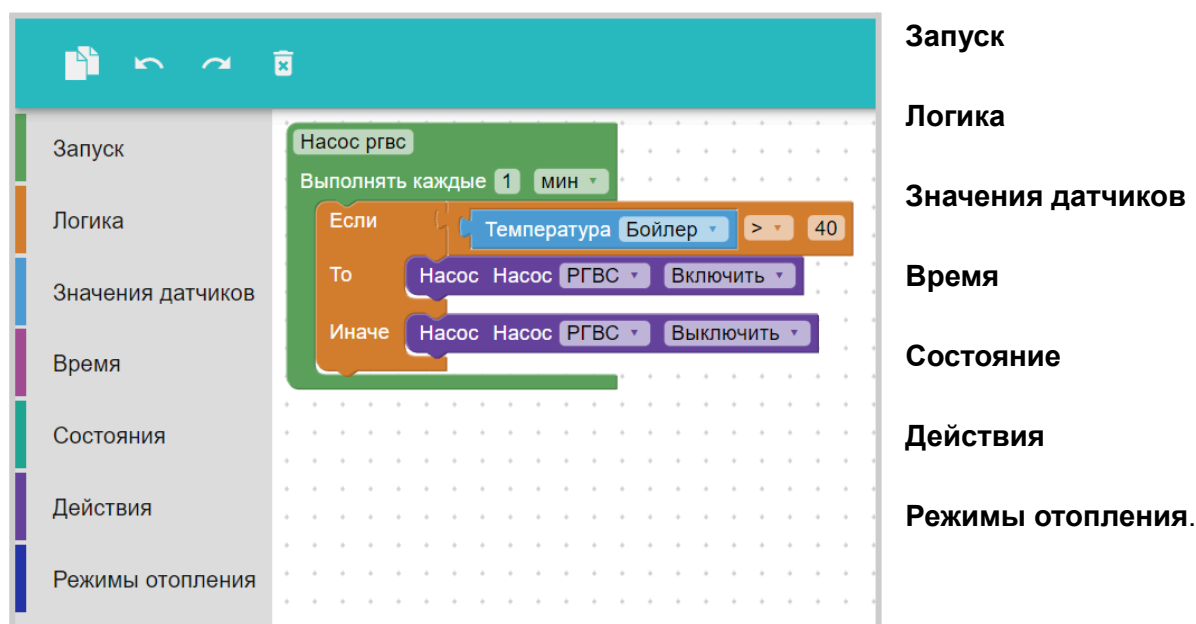 Запуск
Логика
Значения датчиков
Время
Состояния
Действия
Режимы отопления
Насос ргвс
Выполнять каждые 1 мин
Если Температура Бойлер > 40
То Насос Насос РГВС Включить
Иначе Насос Насос РГВС Выключить
Запуск
Логика
Значения датчиков
Время
Состояние
Действия
Режимы отопления.